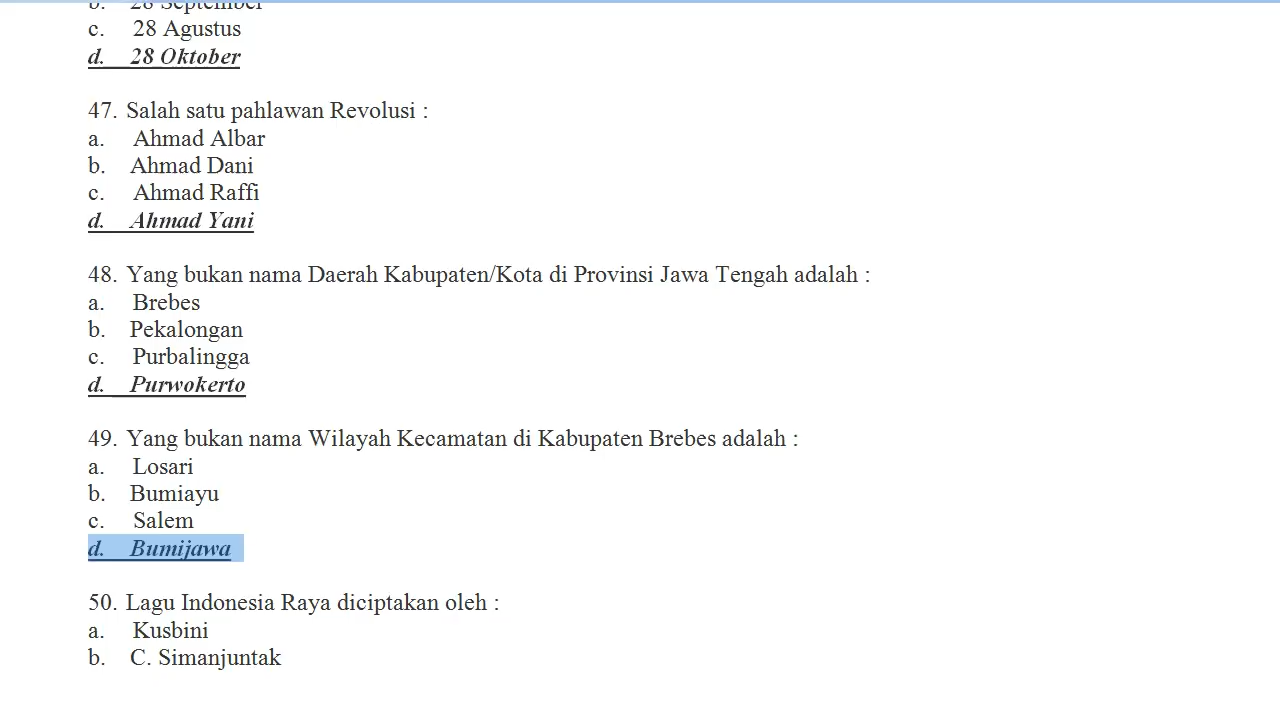 b. 28 September
c. 28 Agustus
d. 28 Oktober
47. Salah satu pahlawan Revolusi :
a. Ahmad Albar
b. Ahmad Dani
c. Ahmad Raffi
d. Ahmad Yani
48. Yang bukan nama Daerah Kabupaten/Kota di Provinsi Jawa Tengah adalah :
a. Brebes
b. Pekalongan
c. Purbalingga
d. Purwokerto
49. Yang bukan nama Wilayah Kecamatan di Kabupaten Brebes adalah :
a. Losari
b. Bumiayu
c. Salem
d. Bumijawa
50. Lagu Indonesia Raya diciptakan oleh :
a. Kusbini
b. C. Simanjuntak